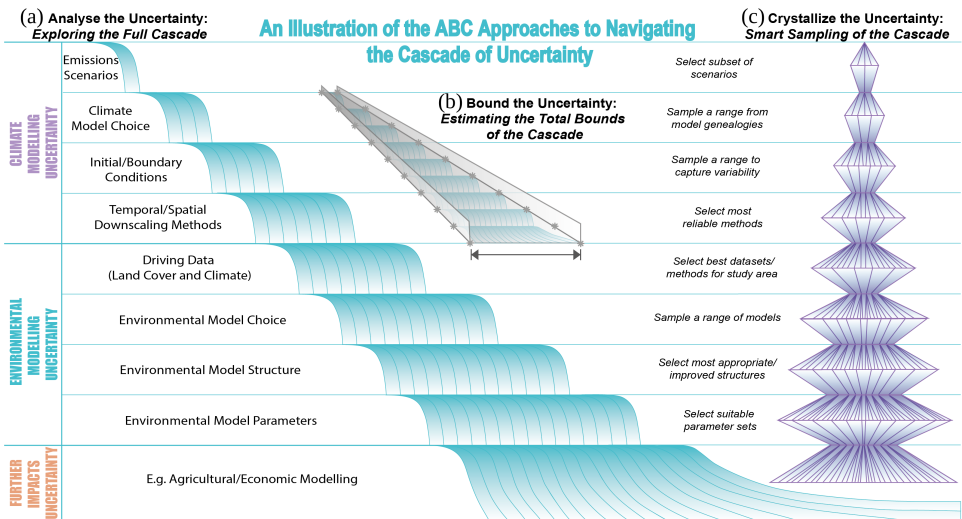 (a) Analyse the Uncertainty:
Exploring the Full Cascade
An Illustration of the ABC Approaches to Navigating
the Cascade of Uncertainty
(c) Crystallize the Uncertainty:
Smart Sampling of the Cascade
(b) Bound the Uncertainty:
Estimating the Total Bounds
of the Cascade
CLIMATE
MODELLING
UNCERTAINTY
Emissions
Scenarios
Climate
Model Choice
Initial/Boundary
Conditions
Temporal/Spatial
Downscaling Methods
ENVIRONMENTAL
MODELLING
UNCERTAINTY
Driving Data
(Land Cover and Climate)
Environmental Model Choice
Environmental Model Structure
Environmental Model Parameters
FURTHER
IMPACTS
UNCERTAINTY
E.g. Agricultural/Economic Modelling
Select subset of
scenarios
Sample a range from
model genealogies
Sample a range to
capture variability
Select most
reliable methods
Select best datasets/
methods for study area
Sample a range of models
Select most appropriate/
improved structures
Select suitable
parameter sets